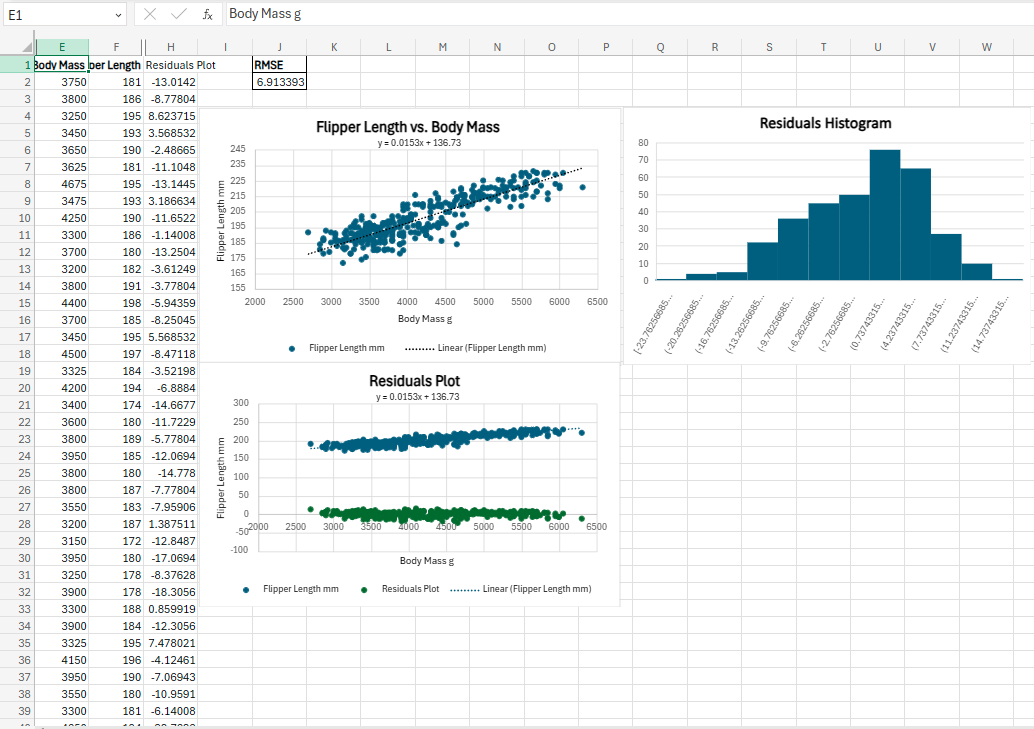 E1 fx Body Mass g
E F H I J K L M N O P Q R S T U V W
1 Body Mass per Length Residuals Plot RMSE
2 3750 181 -13.0142 6.913393
3 3800 186 -8.77804
4 3250 195 8.623715
5 3450 193 3.568532
6 3650 190 -2.48665
7 3625 181 -11.1048
8 4675 195 -13.1445
9 3475 193 3.186634
10 4250 190 -11.6522
11 3300 186 -1.14008
12 3700 180 -13.2504
13 3200 182 -3.61249
14 3800 191 -3.77804
15 4400 198 -5.94359
16 3700 185 -8.25045
17 3450 195 5.568532
18 4500 197 -8.47118
19 3325 184 -3.52198
20 4200 194 -6.8884
21 3400 174 -14.6677
22 3600 180 -11.7229
23 3800 189 -5.77804
24 3950 185 -12.0694
25 3800 180 -14.778
26 3800 187 -7.77804
27 3550 183 -7.95906
28 3200 187 1.387511
29 3150 172 -12.8487
30 3950 180 -17.0694
31 3250 178 -8.37628
32 3900 178 -18.3056
33 3300 188 0.859919
34 3900 184 -12.3056
35 3325 195 7.478021
36 4150 196 -4.12461
37 3950 190 -7.06943
38 3550 180 -10.9591
39 3300 181 -6.14008
Flipper Length vs. Body Mass
y = 0.0153x + 136.73
245
235
225
215
205
195
185
175
165
155
Flipper Length mm
2000 2500 3000 3500 4000 4500 5000 5500 6000 6500
Body Mass g
Flipper Length mm Linear (Flipper Length mm)
Residuals Histogram
80
70
60
50
40
30
20
10
0
(-23.76256685... (-20.26256685... (-16.76256685... (-13.26256685... (-9.76256685... (-6.26256685... (-2.76256685... (0.73743315... (4.23743315... (7.73743315... (11.23743315... (14.73743315...
Residuals Plot
y = 0.0153x + 136.73
300
250
200
150
100
50
0
-50
-100
Flipper Length mm
2000 2500 3000 3500 4000 4500 5000 5500 6000 6500
Body Mass g
Flipper Length mm Residuals Plot Linear (Flipper Length mm)